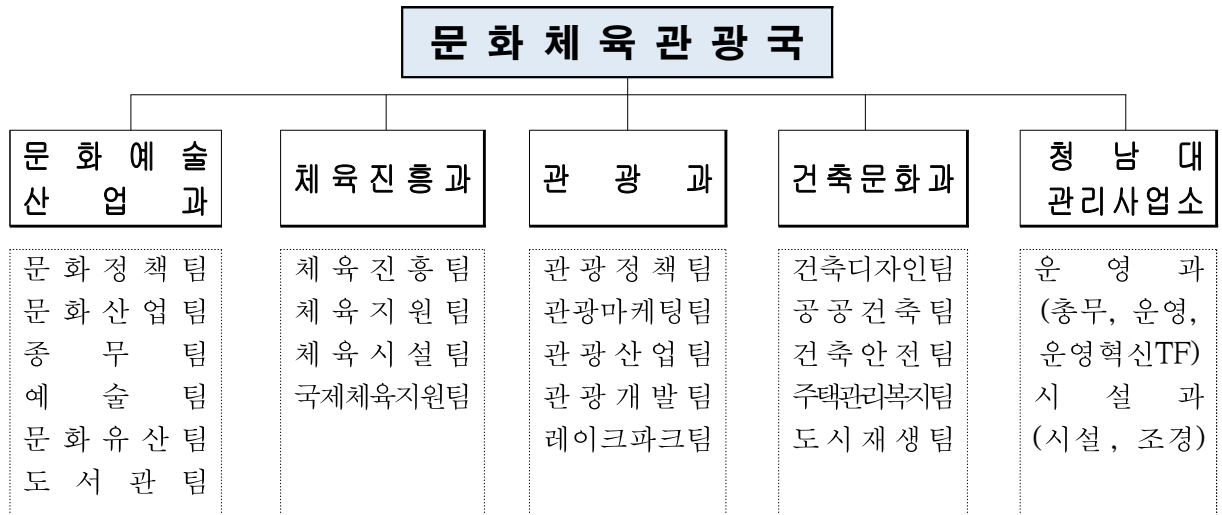 문화체육관광국
문화예술
산업과
체육진흥과
관광과
건축문화과
청남대
관리사업소
문화정책팀
문화산업팀
종무팀
예술팀
문화유산팀
도서관팀
체육진흥팀
체육지원팀
체육시설팀
국제체육지원팀
관광정책팀
관광마케팅팀
관광산업팀
관광개발팀
레이크파크팀
건축디자인팀
공공건축팀
건축안전팀
주택관리복지팀
도시재생팀
운영과
(총무, 운영,
운영혁신TF)
시설과
(시설, 조경)